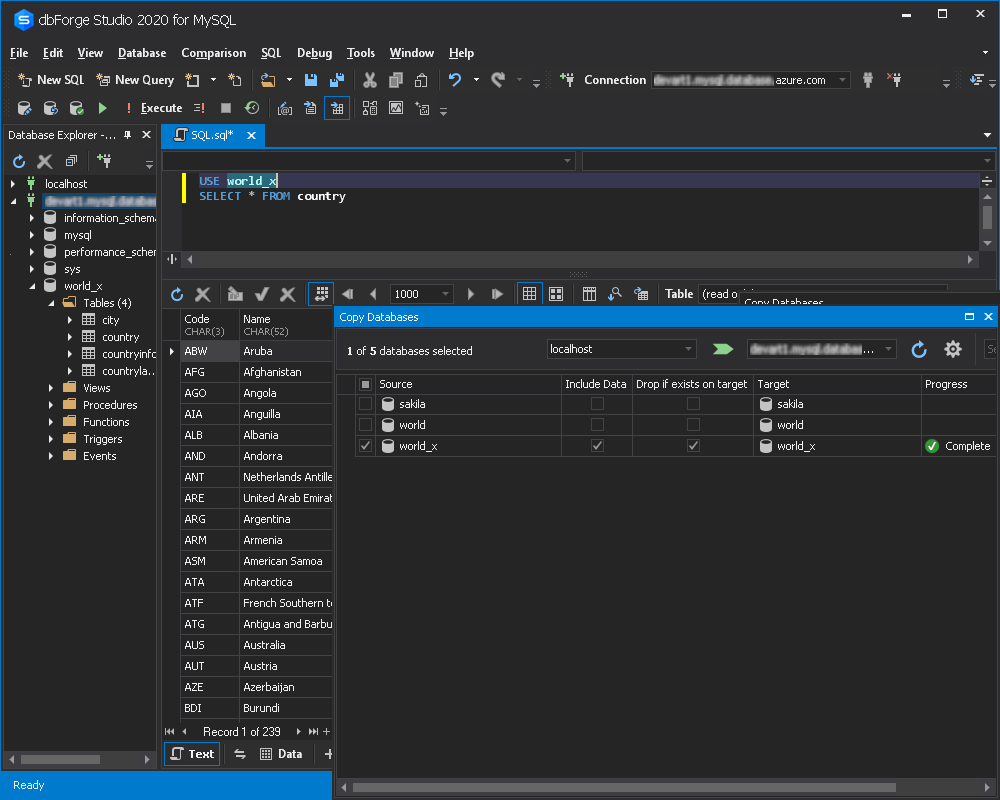 dbForge Studio 2020 for MySQL
File Edit View Database Comparison SQL Debug Tools Window Help
New SQL New Query Connection azure.com
Execute
Database Explorer -...
SQL.sql*
localhost
information_schema
mysql
performance_schem
sys
world_x
Tables (4)
city
country
countryinfo
countryla...
Views
Procedures
Functions
Triggers
Events
USE world_x
SELECT * FROM country
1000 Table (read o
Copy Databases
Code Name
CHAR(3) CHAR(52)
ABW Aruba
AFG Afghanistan
AGO Angola
AIA Anguilla
ALB Albania
AND Andorra
ANT Netherlands Antille
ARE United Arab Emirat
ARG Argentina
ARM Armenia
ASM American Samoa
ATA Antarctica
ATF French Southern te
ATG Antigua and Barbu
AUS Australia
AUT Austria
AZE Azerbaijan
BDI Burundi
Record 1 of 239
Text Data
Copy Databases
1 of 5 databases selected localhost ... Se
Source Include Data Drop if exists on target Target Progress
sakila sakila
world world
world_x world_x Complete
Ready